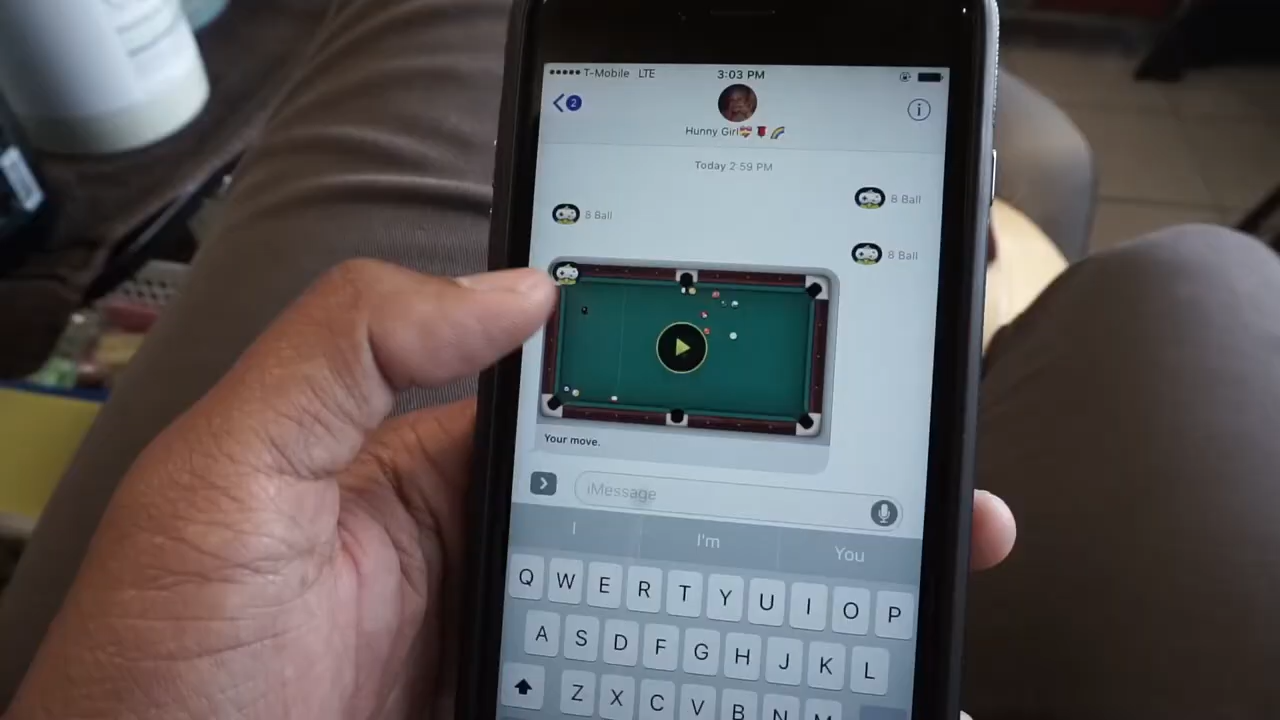 T-Mobile LTE 3:03 PM
2
Hunny Girl
Today 2:59 PM
8 Ball
8 Ball
8 Ball
Your move.
iMessage
I I'm You
Q W E R T Y U I O P
A S D F G H J K L
Z X C V B N M